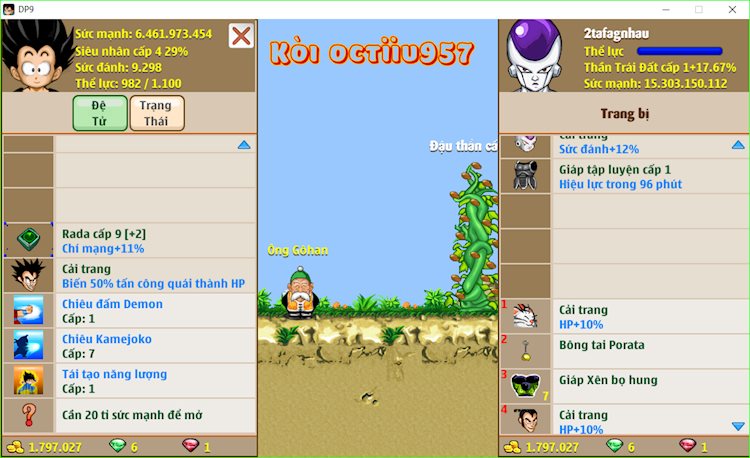 DP9
Sức mạnh: 6.461.973.454
Siêu nhân cấp 4 29%
Sức đánh: 9.298
Thể lực: 982 / 1.100
Đệ
Tử
Trạng
Thái
Rada cấp 9 [+2]
Chí mạng+11%
Cải trang
Biến 50% tấn công quái thành HP
Chiêu đấm Demon
Cấp: 1
Chiêu Kamejoko
Cấp: 7
Tái tạo năng lượng
Cấp: 1
Cần 20 tỉ sức mạnh để mở
1.797.027
6
1
Kòi octiiu957
Đậu thần cấ
Ông Gôhan
2tafagnhau
Thể lực
Thần Trái Đất cấp 1+17.67%
Sức mạnh: 15.303.150.112
Trang bị
Cải trang
Sức đánh+12%
Giáp tập luyện cấp 1
Hiệu lực trong 96 phút
1
Cải trang
HP+10%
2
Bông tai Porata
3
Giáp Xên bọ hung
7
4
Cải trang
HP+10%
1.797.027
6
1